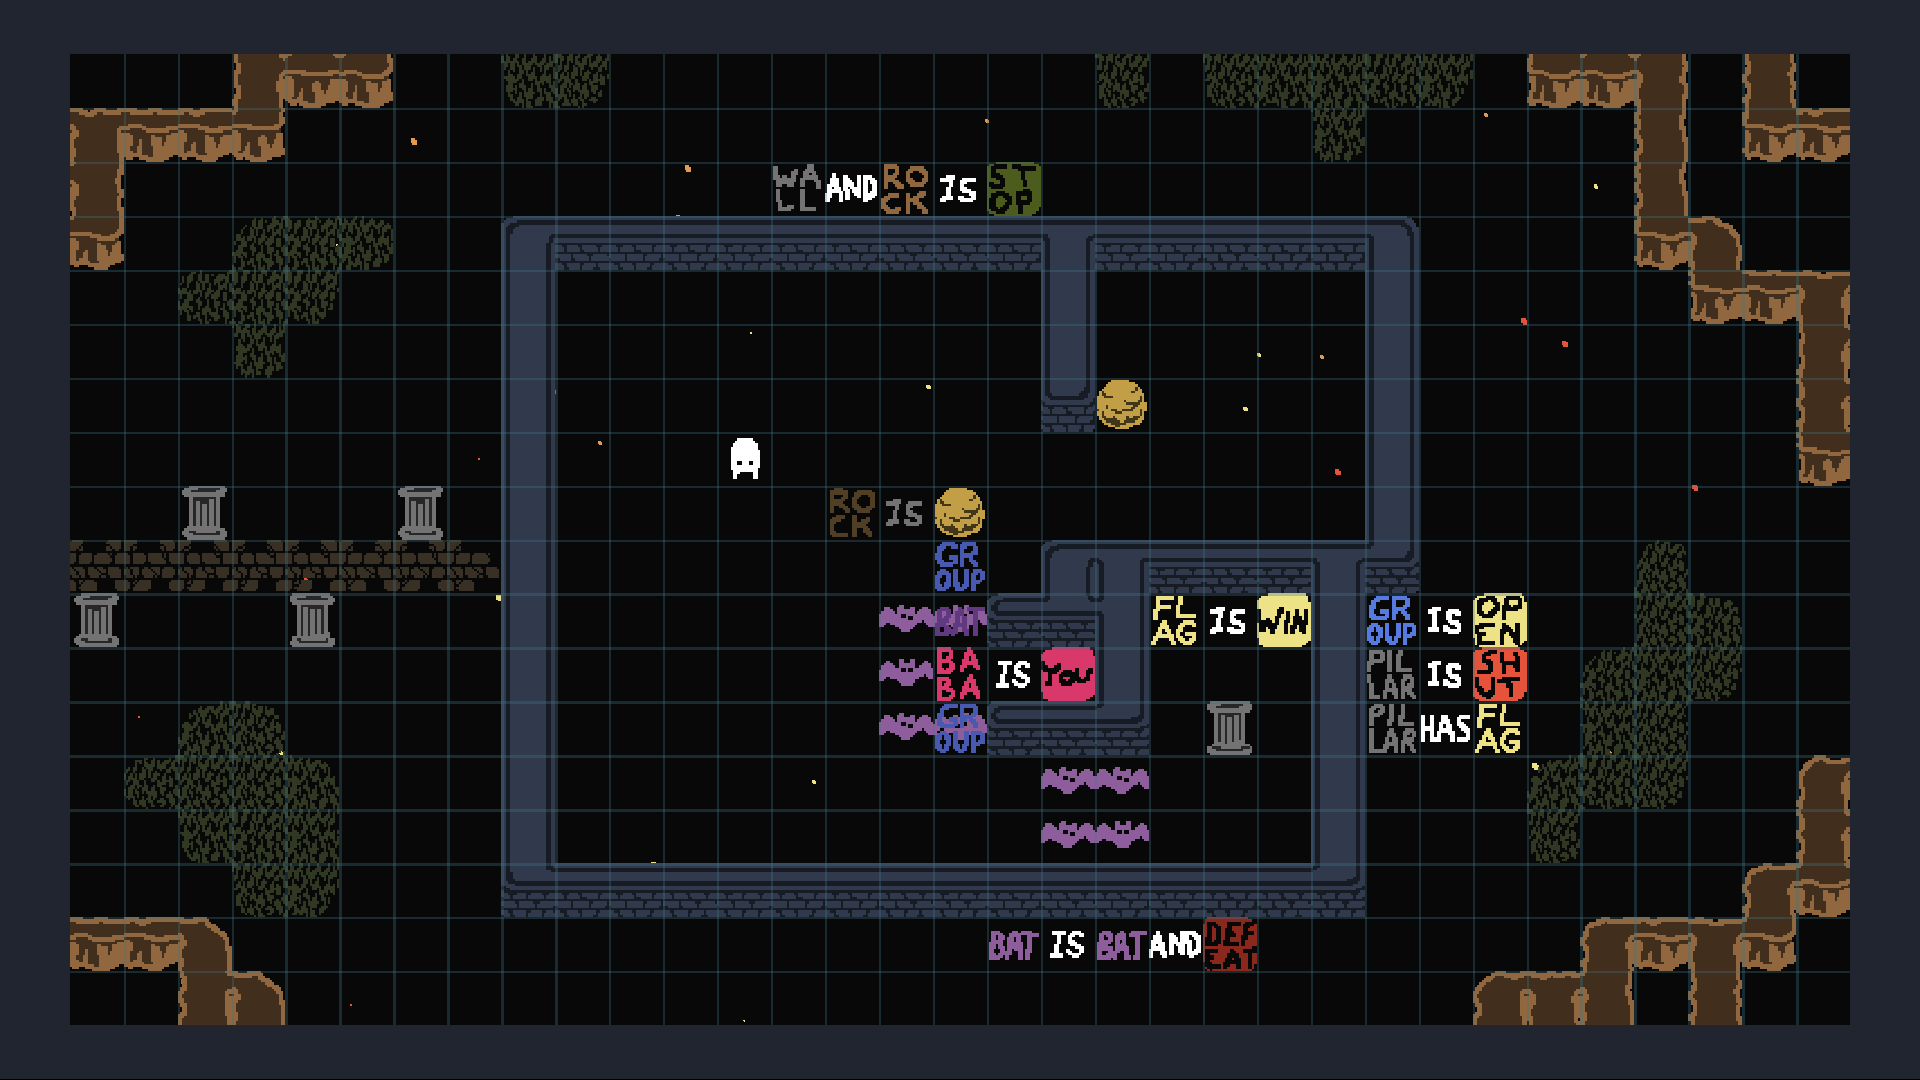 WALL AND ROCK IS STOP
ROCK IS
GROUP
BAT
FLAG IS WIN
GROUP IS OPEN
BABA IS YOU
PILLAR IS SHUT
GROUP
PILLAR HAS FLAG
BAT IS BAT AND DEFEAT